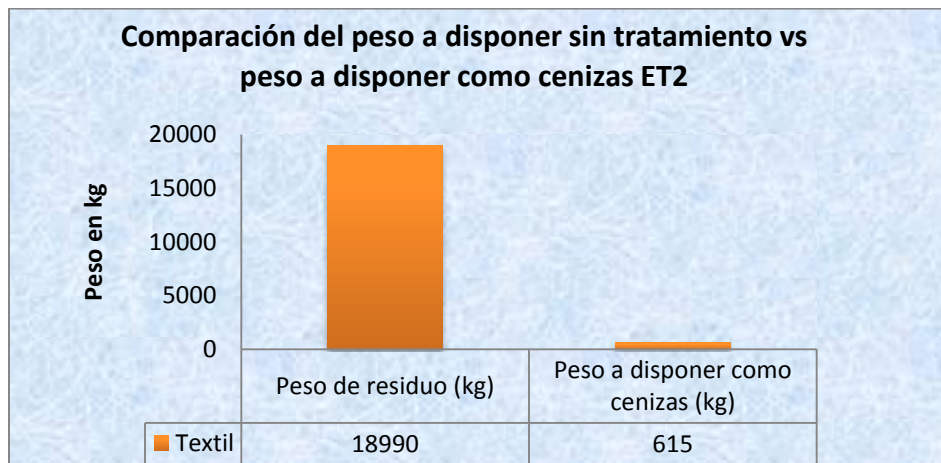 Comparación del peso a disponer sin tratamiento vs
peso a disponer como cenizas ET2
Peso en kg
20000
15000
10000
5000
0
Peso de residuo (kg)
Peso a disponer como
cenizas (kg)
Textil 18990 615